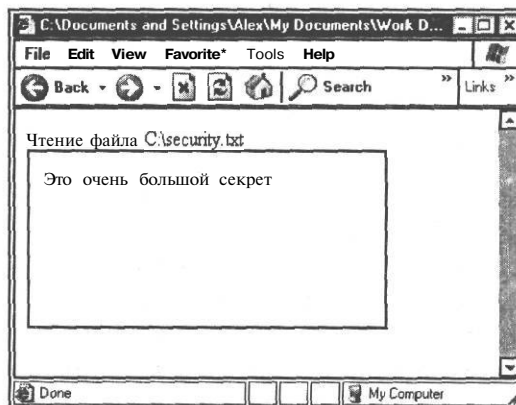 C:\Documents and Settings\Alex\My Documents\Work D...
File Edit View Favorite* Tools Help
Back Search » Links »
Чтение файла C:\security.txt
Это очень большой секрет
Done My Computer